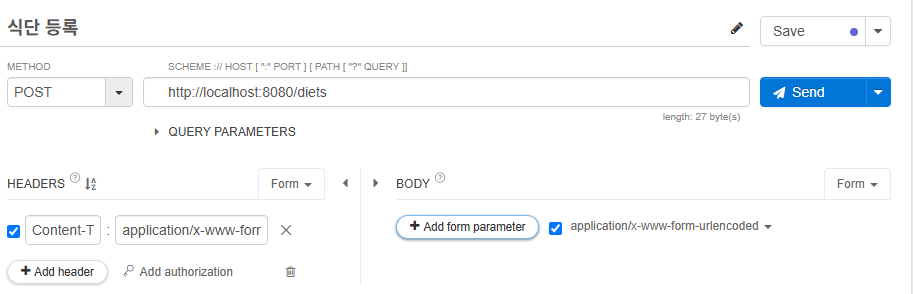 식단 등록
Save
METHOD
SCHEME :// HOST [ ":" PORT ] [ PATH [ "?" QUERY ]]
POST
http://localhost:8080/diets
Send
length: 27 byte(s)
QUERY PARAMETERS
HEADERS ? Form
BODY ? Form
Content-T : application/x-www-forr
Add form parameter
application/x-www-form-urlencoded
Add header
Add authorization